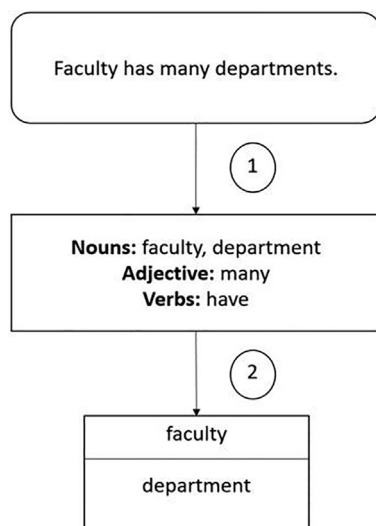 Faculty has many departments.
1
Nouns: faculty, department
Adjective: many
Verbs: have
2
faculty
department